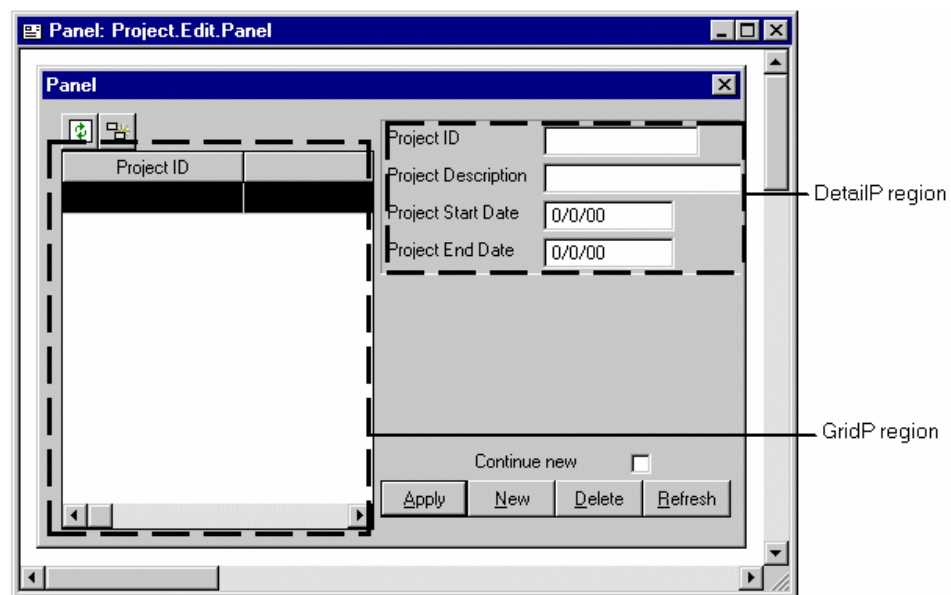 Panel: Project.Edit.Panel
Panel
Project ID
Project ID
Project Description
Project Start Date 0/0/00
Project End Date 0/0/00
DetailP region
GridP region
Continue new
Apply New Delete Refresh